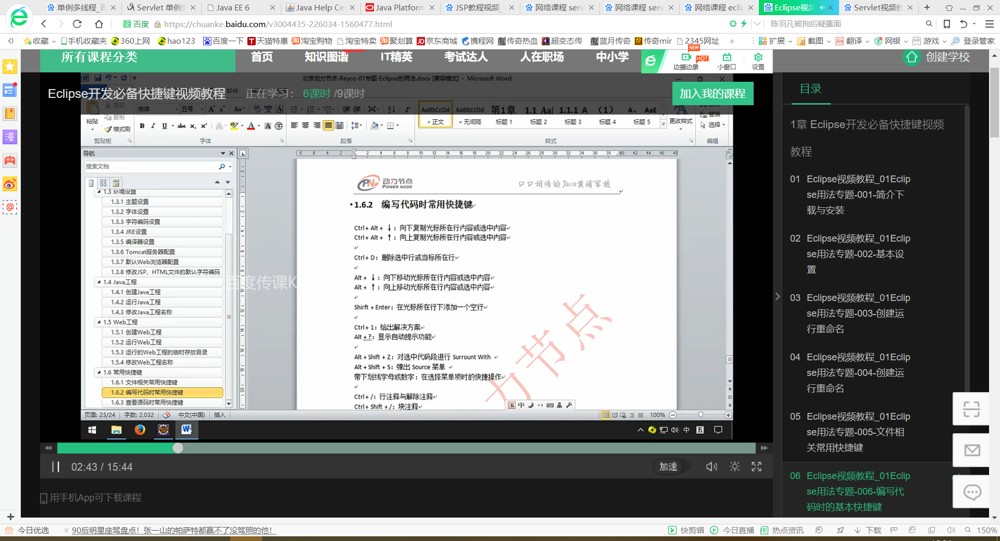 单例多线程_百
Servlet 单例多
Java EE 6
Java Help Ce
Java Platform
JSP教程视频_
网络课程 serv
网络课程 serv
网络课程 ecli
Eclipse视频
Servlet视频教
证 百度
https://chuanke.baidu.com/v3004435-226034-1560477.html
陈羽凡被拘后疑露面
收藏
手机收藏夹
360上网
hao123
百度一下
天猫特惠
淘宝购物
淘宝特卖
聚划算
京东商城
携程网
传奇热血
超变态传
蓝月传奇
传奇mir
2345网址
扩展
截图
翻译
网银
游戏
登录管家
所有课程分类
首页
知识图谱
IT精英
考试达人
人在职场
中小学
NEW
HOT
边播边录
小窗口
设置
创建学校
北京动力节点-Reyco-01专题-Eclipse的用法.docx [兼容模式] - Microsoft Word
Eclipse开发必备快捷键视频教程
邮件
正在学习： 6课时 /9课时
加入我的课程
剪切
复制
格式刷
粘贴
宋体
五号
AaBbCcDd AaBbCcDd 第1章 1.1 Aal 1.1.1 A （1） A、 AaE
正文
无间隔
标题 1
标题 2
标题 3
标题 4
标题 5
更改样式
替换
选择
剪贴板
字体
段落
样式
编辑
导航
搜索文档
1.3 环境设置
1.3.1 主题设置
1.3.2 字体设置
1.3.3 字符编码设置
1.3.4 JRE设置
1.3.5 编译器设置
1.3.6 Tomcat服务器配置
1.3.7 默认Web浏览器配置
1.3.8 修改JSP、HTML文件的默认字符编码
1.4 Java工程
1.4.1 创建Java工程
1.4.2 运行Java工程
1.4.3 修改Java工程名称
1.5 Web工程
1.5.1 创建Web工程
1.5.2 运行Web工程
1.5.3 运行的Web工程的临时存放目录
1.5.4 修改Web工程名称
1.6 常用快捷键
1.6.1 文件相关常用快捷键
1.6.2 编写代码时常用快捷键
1.6.3 查看源码时常用快捷键
百度传课K
动力节点
POWER NODE
口口相传的Java黄埔军校
1.6.2 编写代码时常用快捷键
Ctrl + Alt + ↓：向下复制光标所在行内容或选中内容
Ctrl + Alt + ↑：向上复制光标所在行内容或选中内容
Ctrl + D：删除选中行或当标所在行
Alt + ↓：向下移动光标所在行内容或选中内容
Alt + ↑：向上移动光标所在行内容或选中内容
Shirft + Enter：在光标所在行下添加一个空行
Ctrl + 1：给出解决方案
Alt + ?：显示自动提示功能
Alt + Shift + Z：对选中代码段进行 Surrount With
Alt + Shift + S：弹出 Source 菜单
带下划线字母或数字：在选择菜单项时的快捷操作
Ctrl + /：行注释与解除注释
Ctrl + Shift + /：块注释
力节点
页面: 23/24
字数: 2,032
中文(中国)
插入
100%
中
02:43 / 15:44
加速
用手机App可下载课程
目录
1章 Eclipse开发必备快捷键视频
教程
01 Eclipse视频教程_01Eclip
se用法专题-001-简介下
载与安装
02 Eclipse视频教程_01Eclip
se用法专题-002-基本设
置
03 Eclipse视频教程_01Eclip
se用法专题-003-创建运
行重命名
04 Eclipse视频教程_01Eclip
se用法专题-004-创建运
行重命名
05 Eclipse视频教程_01Eclip
se用法专题-005-文件相
关常用快捷键
06 Eclipse视频教程_01Eclip
se用法专题-006-编写代
码时的基本快捷键
今日优选
90后明星座驾盘点！张一山的帕萨特都赢不了没驾照的他！
快剪辑
今日直播
热点资讯
下载
150%